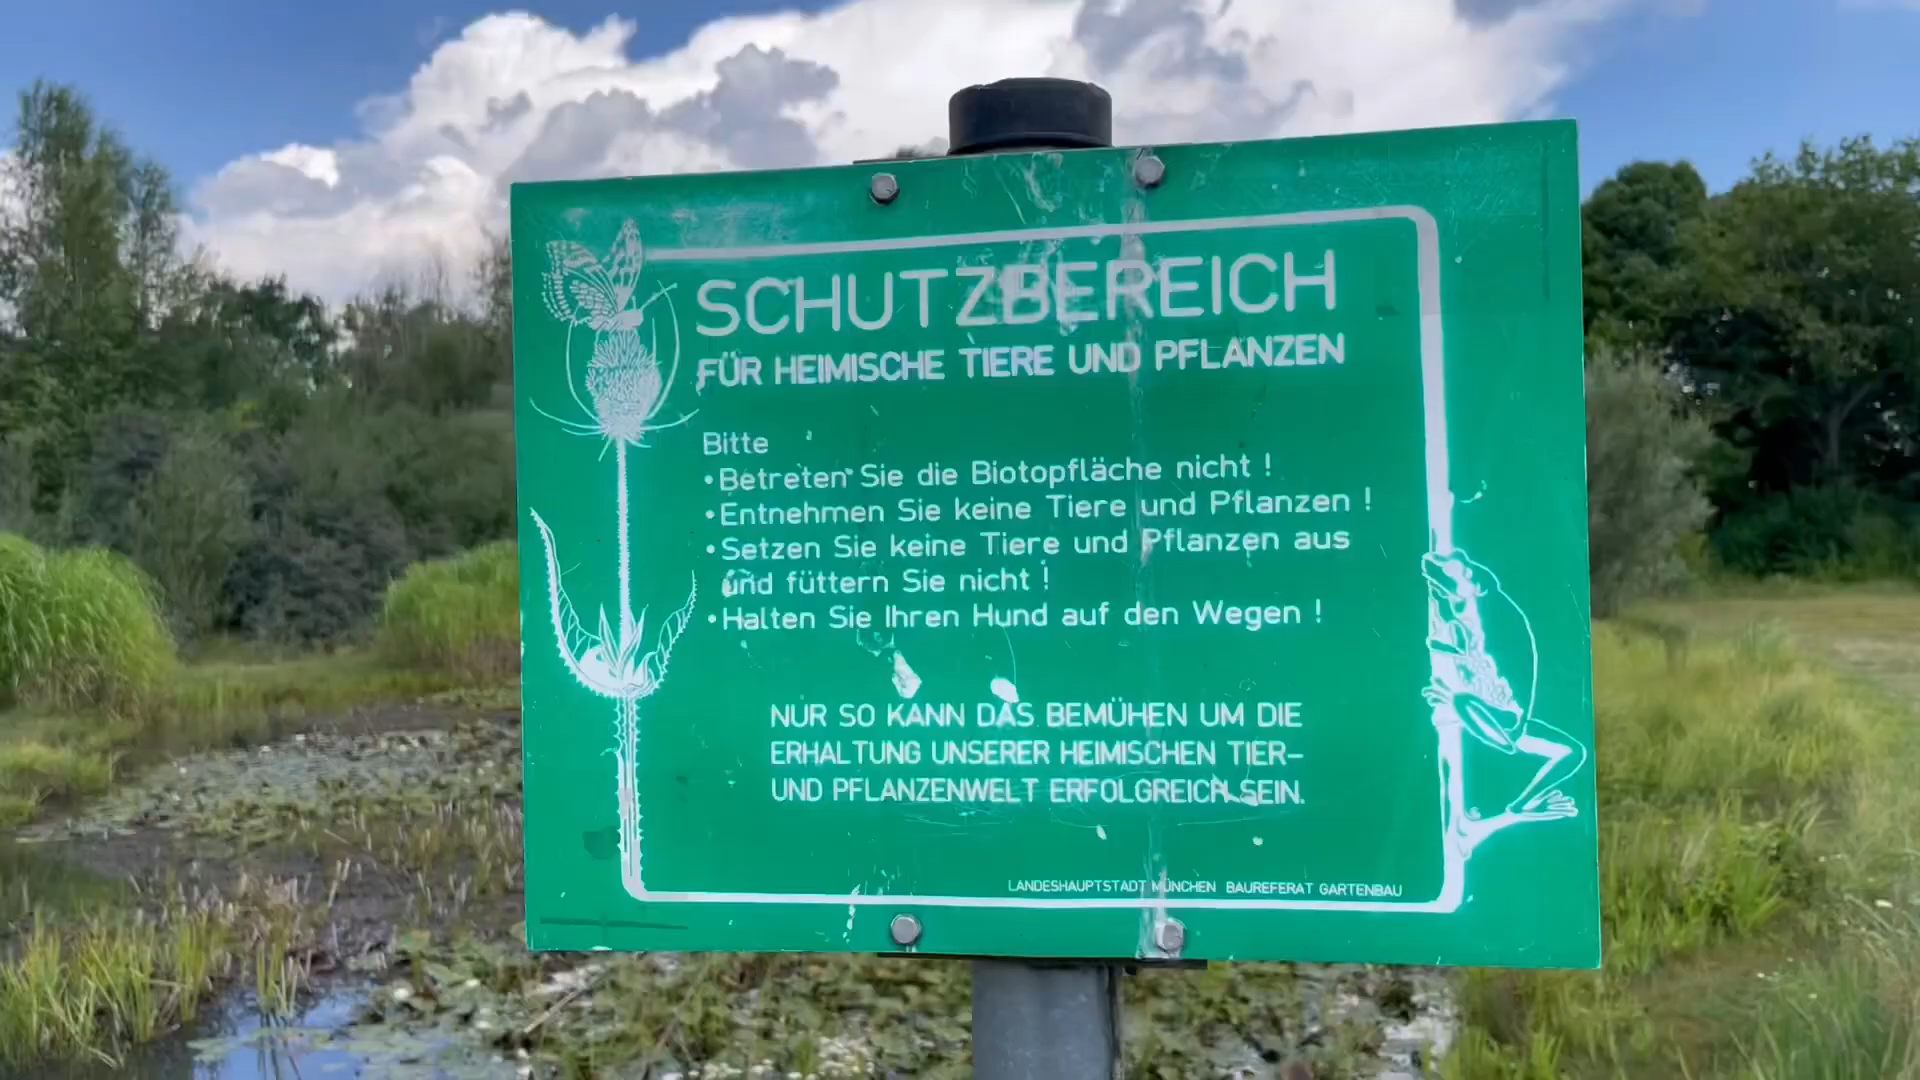 SCHUTZBEREICH
FÜR HEIMISCHE TIERE UND PFLANZEN
Bitte
• Betreten Sie die Biotopfläche nicht !
• Entnehmen Sie keine Tiere und Pflanzen !
• Setzen Sie keine Tiere und Pflanzen aus
und füttern Sie nicht !
• Halten Sie Ihren Hund auf den Wegen !
NUR SO KANN DAS BEMÜHEN UM DIE
ERHALTUNG UNSERER HEIMISCHEN TIER-
UND PFLANZENWELT ERFOLGREICH SEIN.
LANDESHAUPTSTADT MÜNCHEN BAUREFERAT GARTENBAU